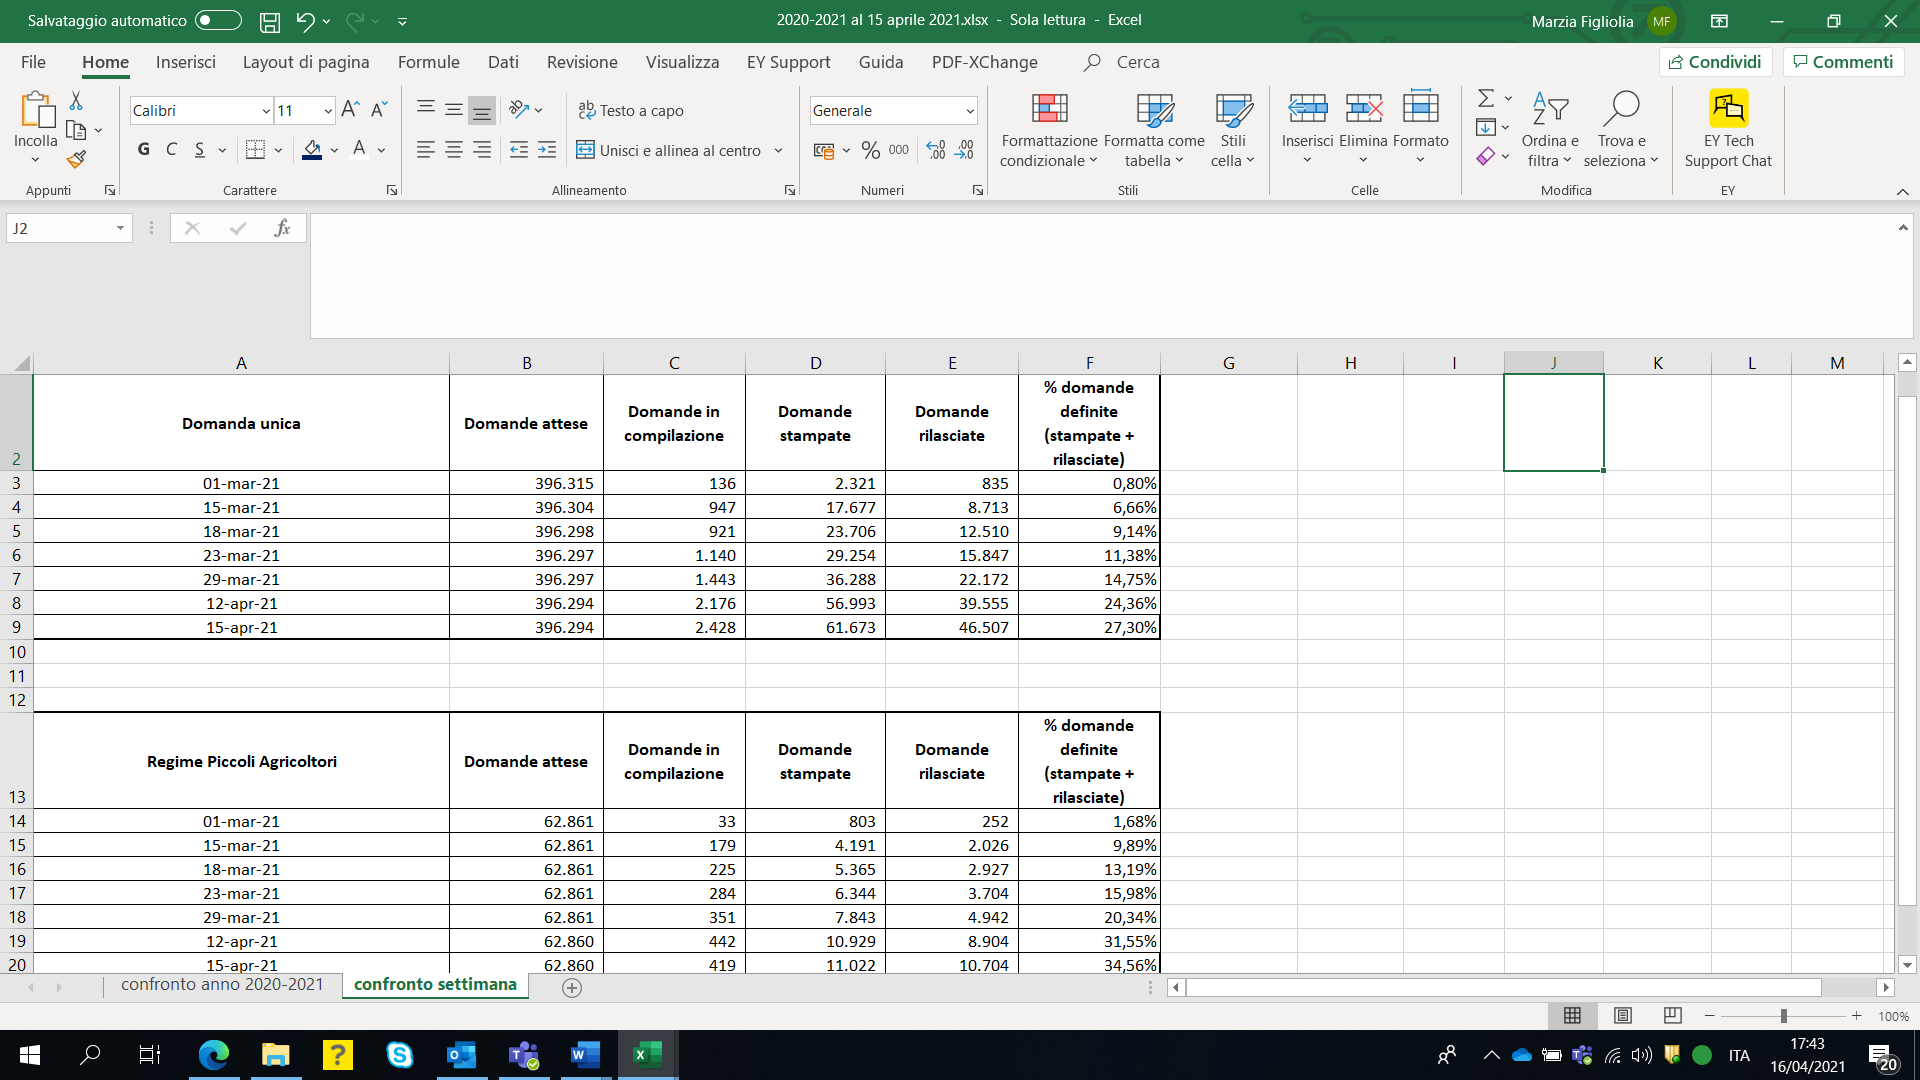 Salvataggio automatico 2020-2021 al 15 aprile 2021.xlsx - Sola lettura - Excel Marzia Figliolia MF
File Home Inserisci Layout di pagina Formule Dati Revisione Visualizza EY Support Guida PDF-XChange Cerca Condividi Commenti
Incolla
Calibri 11
G C S
ab Testo a capo
Unisci e allinea al centro
Generale
% 000
Formattazione condizionale
Formatta come tabella
Stili cella
Inserisci Elimina Formato
Ordina e filtra
Trova e seleziona
EY Tech Support Chat
Appunti Carattere Allineamento Numeri Stili Celle Modifica EY
J2 fx
A B C D E F G H I J K L M
2 Domanda unica Domande attese Domande in compilazione Domande stampate Domande rilasciate % domande definite (stampate + rilasciate)
3 01-mar-21 396.315 136 2.321 835 0,80%
4 15-mar-21 396.304 947 17.677 8.713 6,66%
5 18-mar-21 396.298 921 23.706 12.510 9,14%
6 23-mar-21 396.297 1.140 29.254 15.847 11,38%
7 29-mar-21 396.297 1.443 36.288 22.172 14,75%
8 12-apr-21 396.294 2.176 56.993 39.555 24,36%
9 15-apr-21 396.294 2.428 61.673 46.507 27,30%
10
11
12
13 Regime Piccoli Agricoltori Domande attese Domande in compilazione Domande stampate Domande rilasciate % domande definite (stampate + rilasciate)
14 01-mar-21 62.861 33 803 252 1,68%
15 15-mar-21 62.861 179 4.191 2.026 9,89%
16 18-mar-21 62.861 225 5.365 2.927 13,19%
17 23-mar-21 62.861 284 6.344 3.704 15,98%
18 29-mar-21 62.861 351 7.843 4.942 20,34%
19 12-apr-21 62.860 442 10.929 8.904 31,55%
20 15-apr-21 62.860 419 11.022 10.704 34,56%
confronto anno 2020-2021 confronto settimana
100%
ITA 17:43
16/04/2021 20